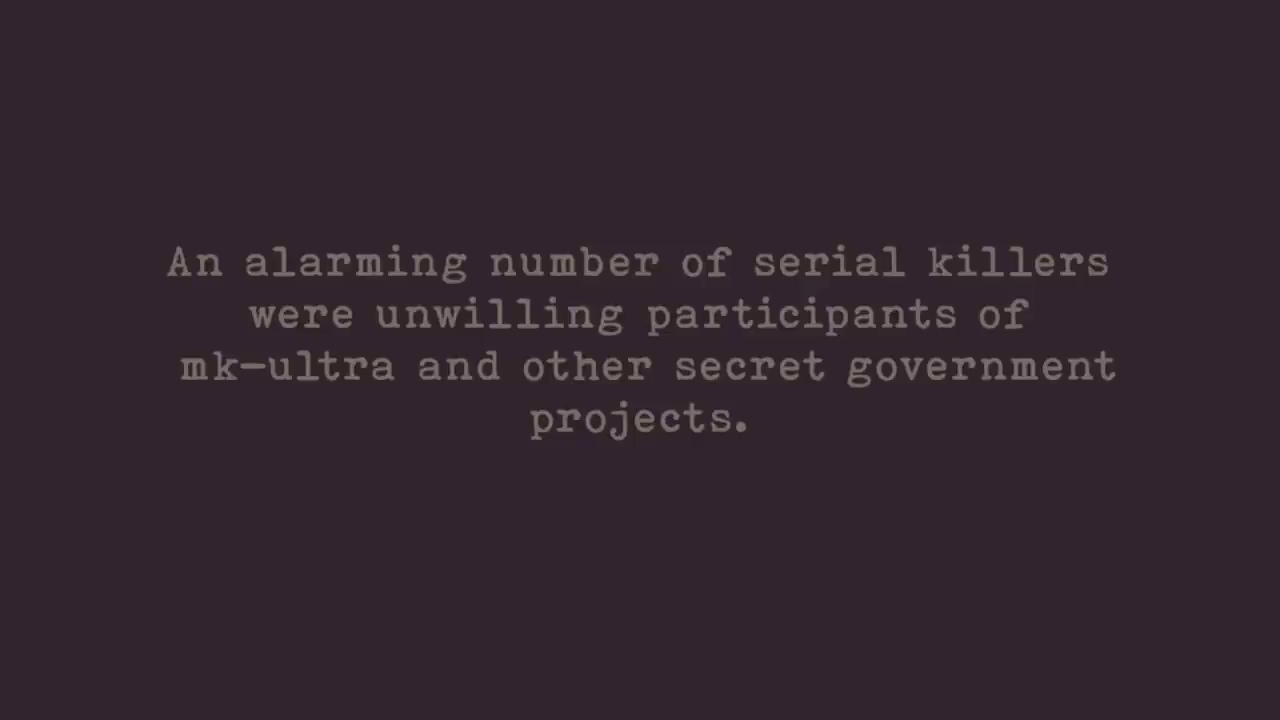 An alarming number of serial killers
were unwilling participants of
mk-ultra and other secret government
projects.